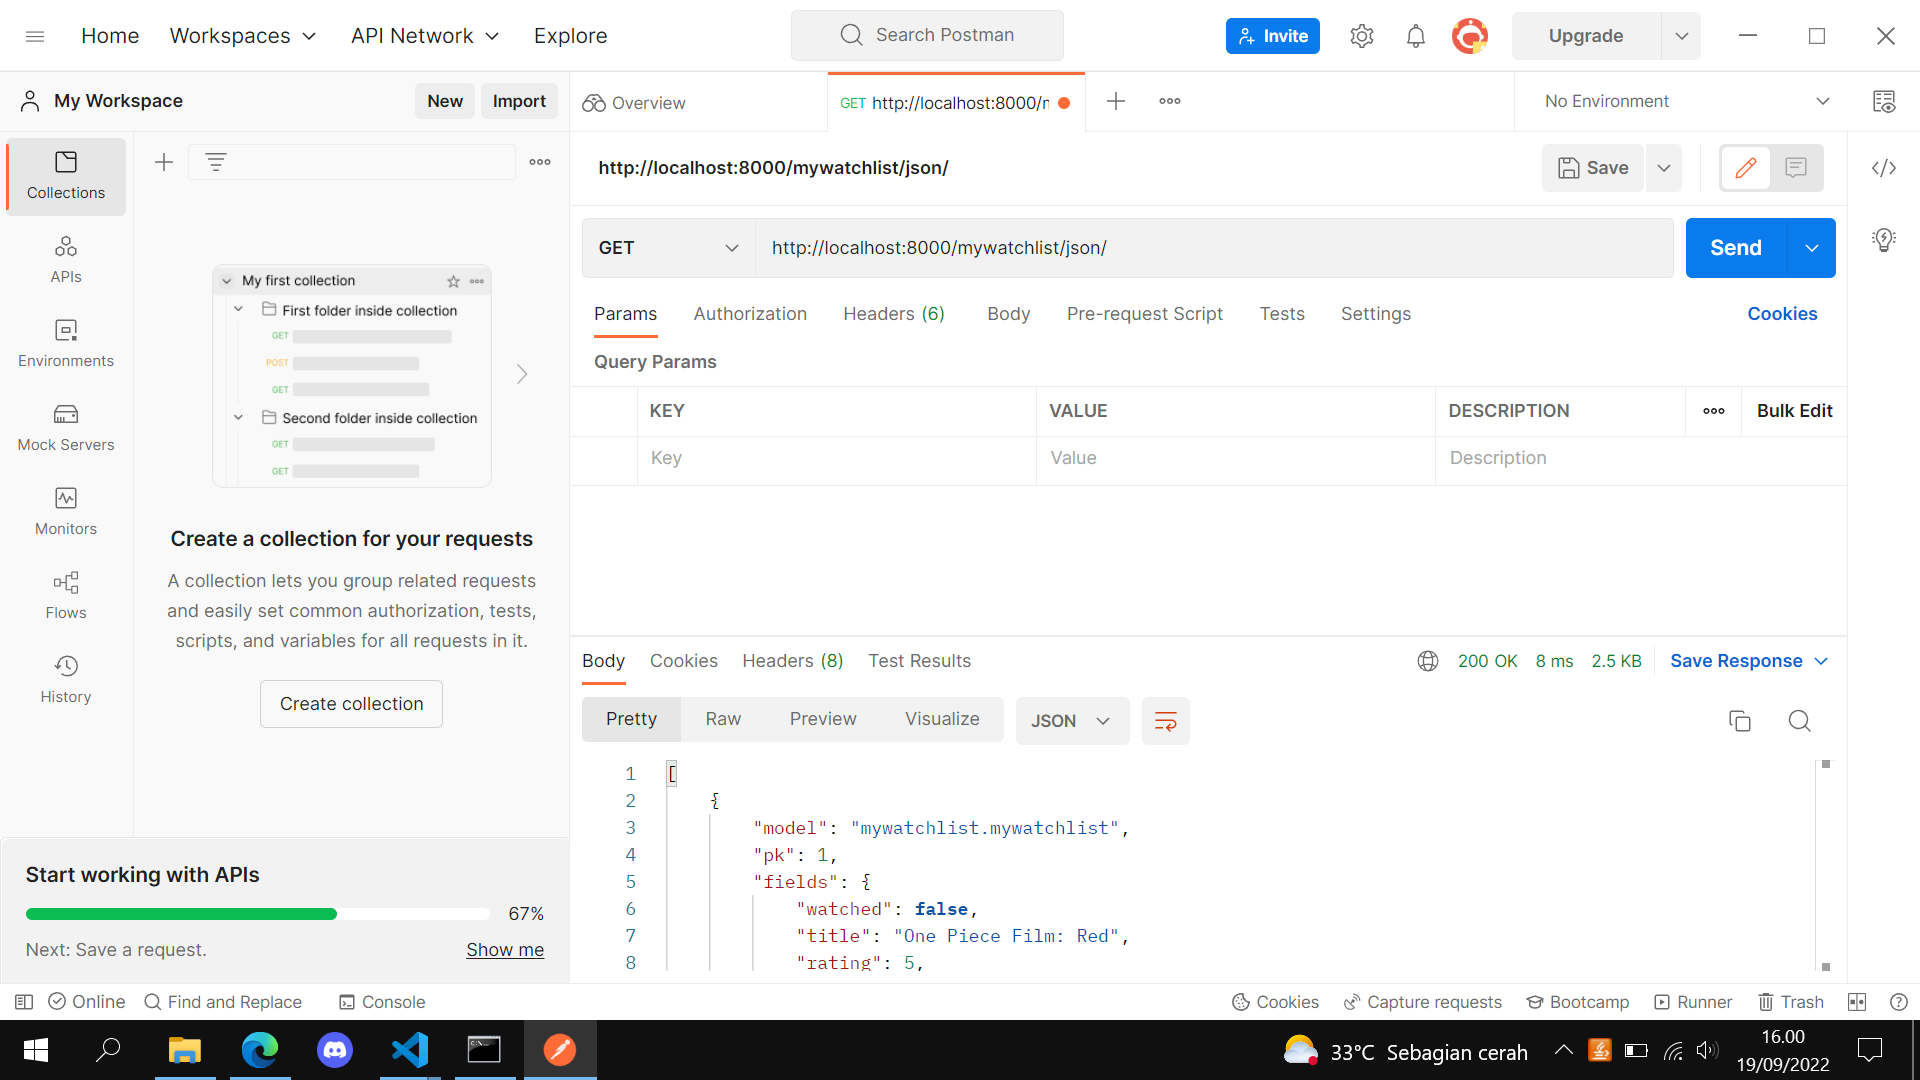 Home
Workspaces
API Network
Explore
Search Postman
Invite
Upgrade
My Workspace
New
Import
Overview
GET http://localhost:8000/m
No Environment
Collections
APIs
Environments
Mock Servers
Monitors
Flows
History
My first collection
First folder inside collection
GET
POST
GET
Second folder inside collection
GET
GET
Create a collection for your requests
A collection lets you group related requests
and easily set common authorization, tests,
scripts, and variables for all requests in it.
Create collection
Start working with APIs
67%
Next: Save a request.
Show me
http://localhost:8000/mywatchlist/json/
Save
GET
http://localhost:8000/mywatchlist/json/
Send
Params
Authorization
Headers (6)
Body
Pre-request Script
Tests
Settings
Cookies
Query Params
KEY
VALUE
DESCRIPTION
Bulk Edit
Key
Value
Description
Body
Cookies
Headers (8)
Test Results
200 OK
8 ms
2.5 KB
Save Response
Pretty
Raw
Preview
Visualize
JSON
1 [
2 {
3 "model": "mywatchlist.mywatchlist",
4 "pk": 1,
5 "fields": {
6 "watched": false,
7 "title": "One Piece Film: Red",
8 "rating": 5,
Online
Find and Replace
Console
Cookies
Capture requests
Bootcamp
Runner
Trash
33°C Sebagian cerah
16.00
19/09/2022